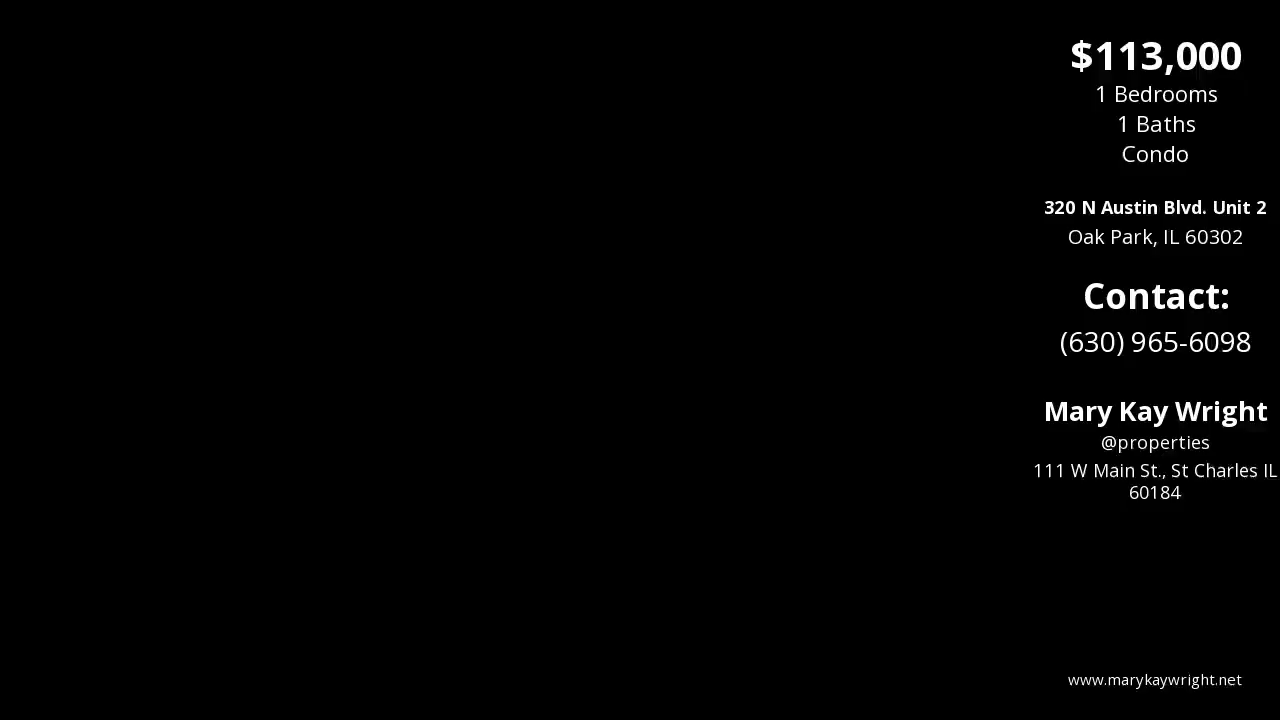 $113,000
1 Bedrooms
1 Baths
Condo
320 N Austin Blvd. Unit 2
Oak Park, IL 60302
Contact:
(630) 965-6098
Mary Kay Wright
@properties
111 W Main St., St Charles IL
60184
www.marykaywright.net